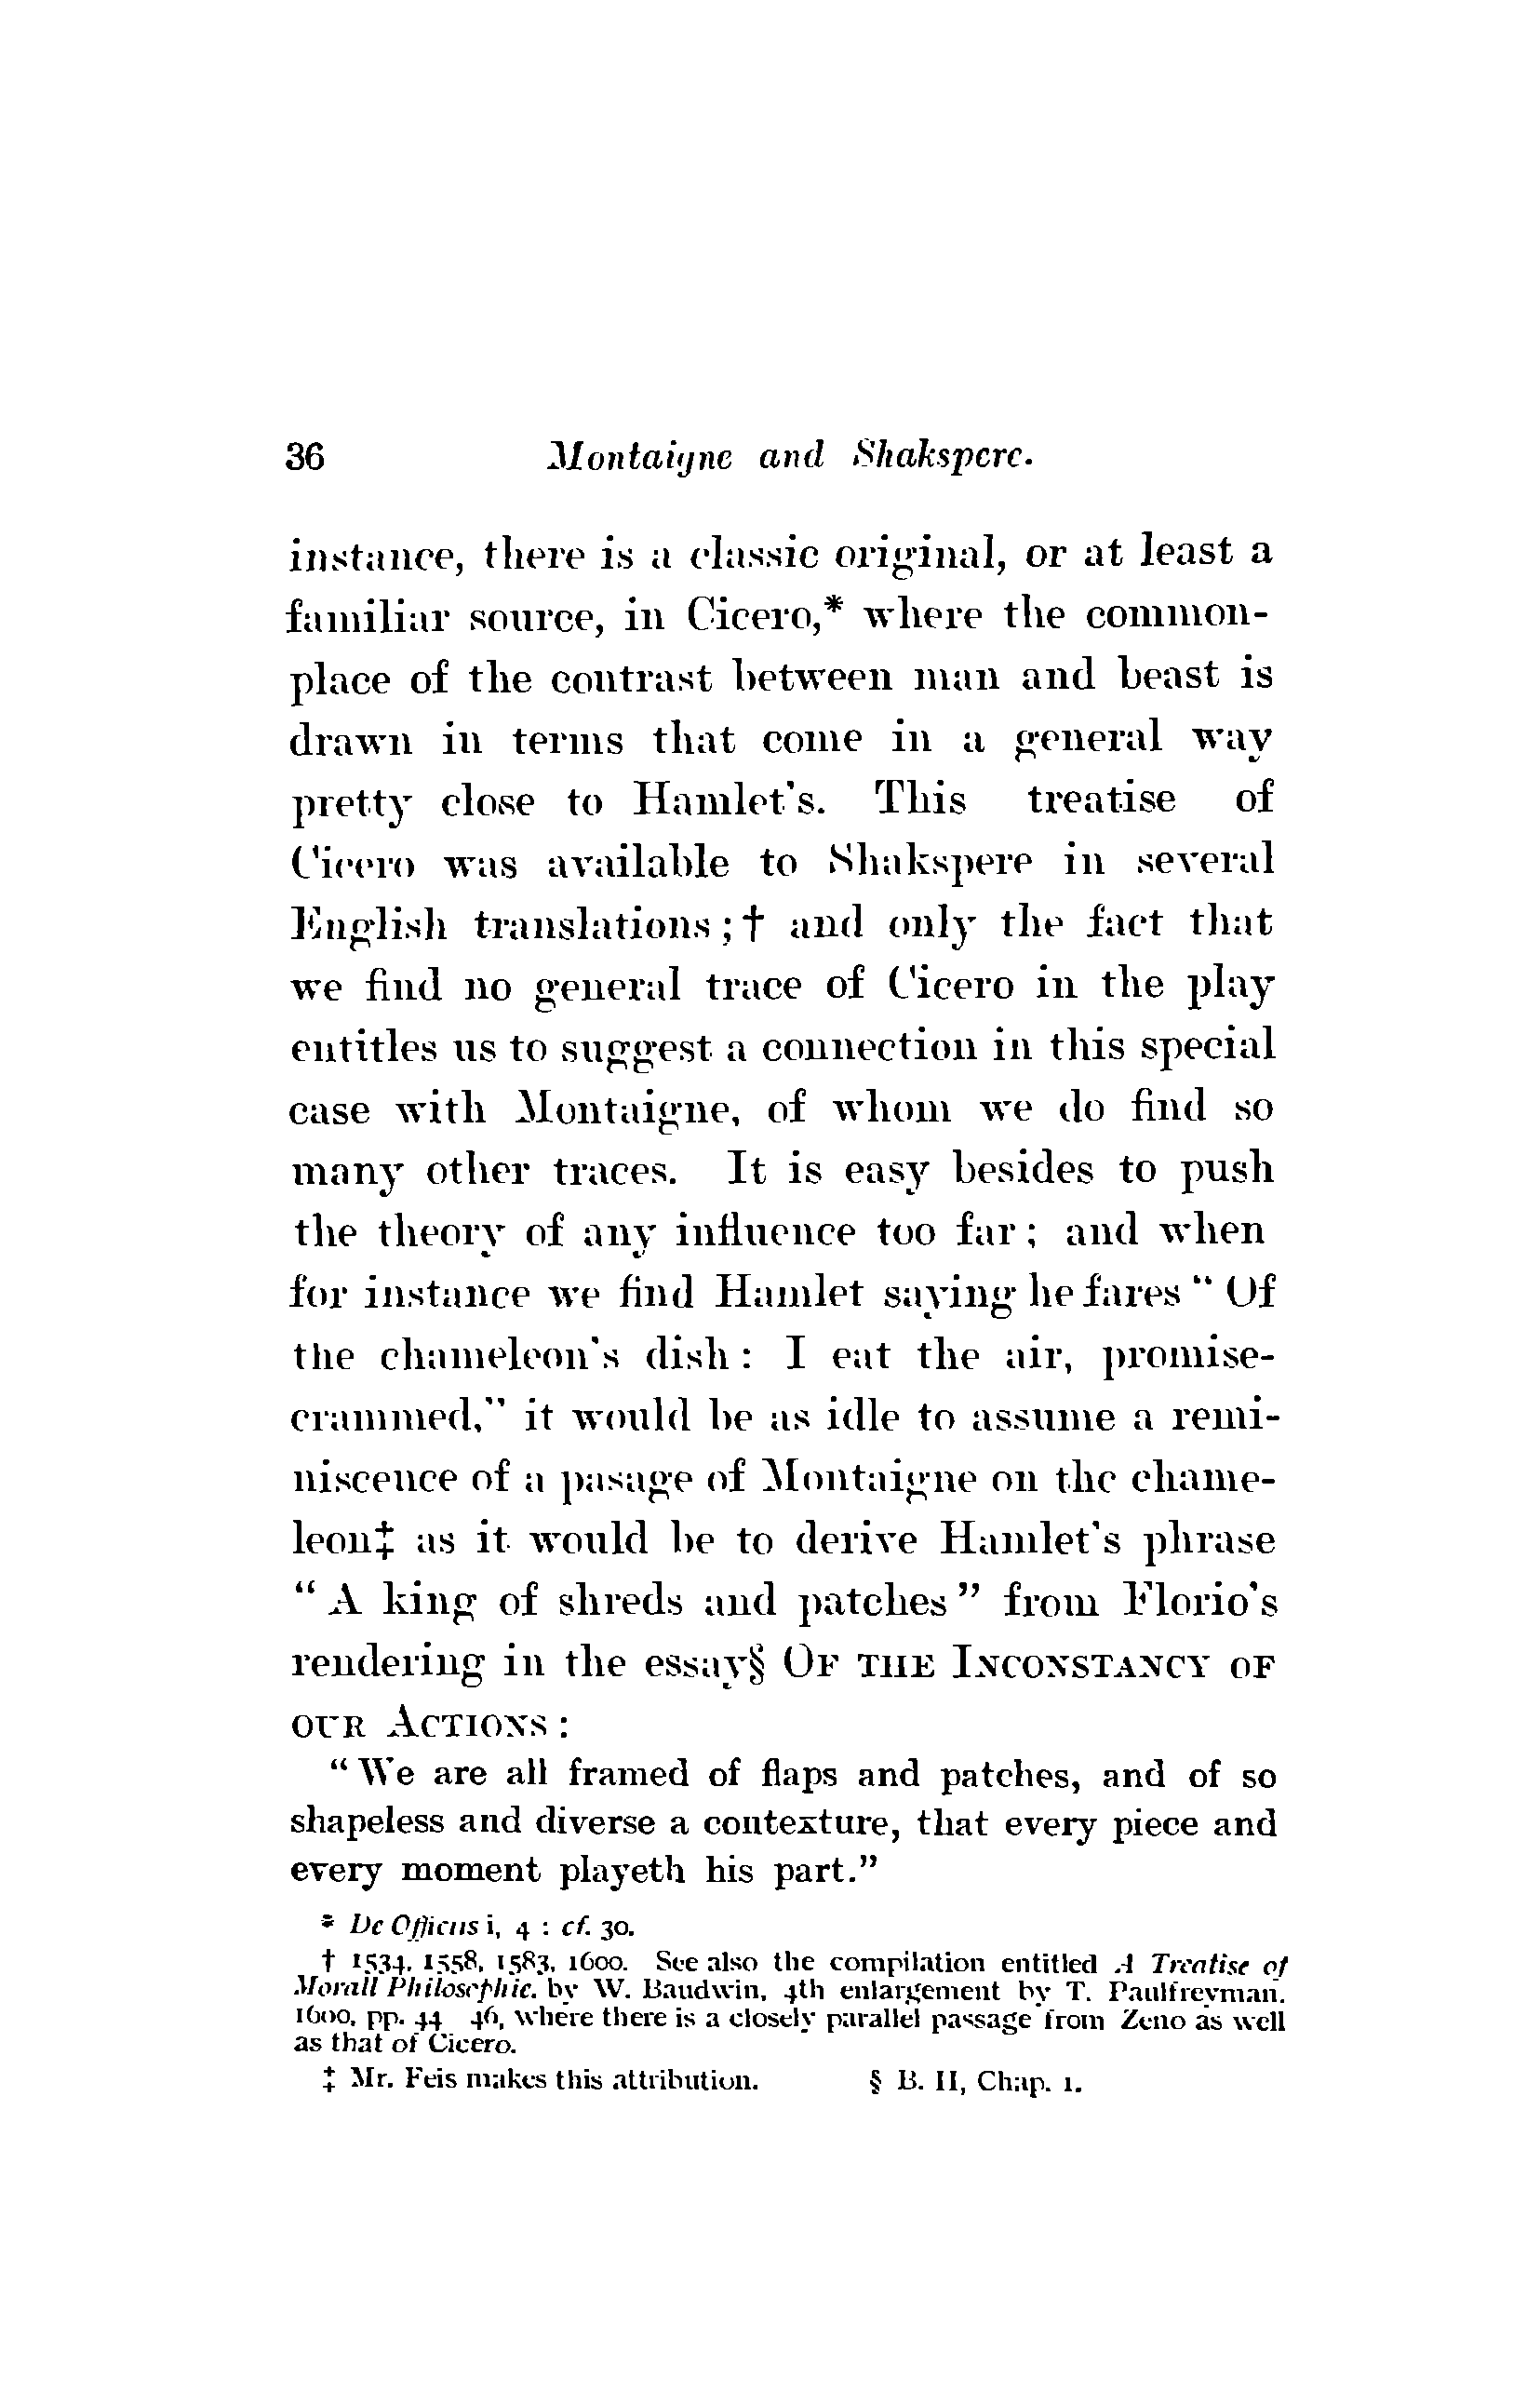 36 Montaigne and Shakspere.
instance, there is a classic original, or at least a
familiar source, in Cicero,* where the common-
place of the contrast between man and beast is
drawn in terms that come in a general way
pretty close to Hamlet's. This treatise of
Cicero was available to Shakspere in several
English translations;† and only the fact that
we find no general trace of Cicero in the play
entitles us to suggest a connection in this special
case with Montaigne, of whom we do find so
many other traces. It is easy besides to push
the theory of any influence too far; and when
for instance we find Hamlet saying he fares "Of
the chameleon's dish: I eat the air, promise-
crammed," it would be as idle to assume a remi-
niscence of a pasage of Montaigne on the chame-
leon‡ as it would be to derive Hamlet's phrase
"A king of shreds and patches" from Florio's
rendering in the essay§ OF THE INCONSTANCY OF
OUR ACTIONS:
"We are all framed of flaps and patches, and of so
shapeless and diverse a contexture, that every piece and
every moment playeth his part."
* De Officiis i, 4 : cf. 30.
† 1534, 1558, 1583, 1600. See also the compilation entitled A Treatise of
Morall Philosophie, by W. Baudwin, 4th enlargement by T. Paulfreyman.
1600, pp. 44 46, where there is a closely parallel passage from Zeno as well
as that of Cicero.
‡ Mr. Feis makes this attribution. § B. II, Chap. 1.